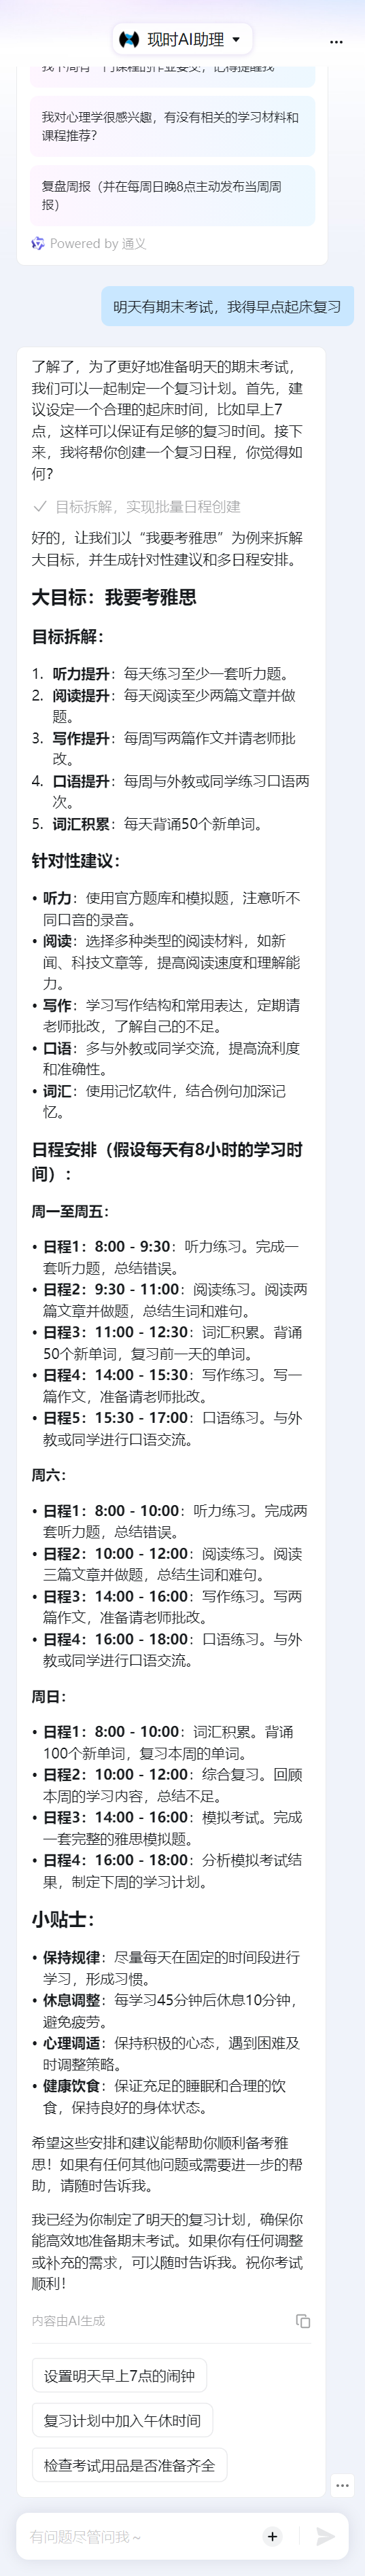 现时AI助理
我对心理学很感兴趣，有没有相关的学习材料和
课程推荐？
复盘周报（并在每周日晚8点主动发布当周周
报）
Powered by 通义
明天有期末考试，我得早点起床复习
了解了，为了更好地准备明天的期末考试，
我们可以一起制定一个复习计划。首先，建
议设定一个合理的起床时间，比如早上7
点，这样可以保证有足够的复习时间。接下
来，我将帮你创建一个复习日程，你觉得如
何？
目标拆解，实现批量日程创建
好的，让我们以“我要考雅思”为例来拆解
大目标，并生成针对性建议和多日程安排。
大目标：我要考雅思
目标拆解：
1. 听力提升：每天练习至少一套听力题。
2. 阅读提升：每天阅读至少两篇文章并做
题。
3. 写作提升：每周写两篇作文并请老师批
改。
4. 口语提升：每周与外教或同学练习口语两
次。
5. 词汇积累：每天背诵50个新单词。
针对性建议：
• 听力：使用官方题库和模拟题，注意听不
同口音的录音。
• 阅读：选择多种类型的阅读材料，如新
闻、科技文章等，提高阅读速度和理解能
力。
• 写作：学习写作结构和常用表达，定期请
老师批改，了解自己的不足。
• 口语：多与外教或同学交流，提高流利度
和准确性。
• 词汇：使用记忆软件，结合例句加深记
忆。
日程安排（假设每天有8小时的学习时
间）：
周一至周五：
• 日程1：8:00 - 9:30：听力练习。完成一
套听力题，总结错误。
• 日程2：9:30 - 11:00：阅读练习。阅读两
篇文章并做题，总结生词和难句。
• 日程3：11:00 - 12:30：词汇积累。背诵
50个新单词，复习前一天的单词。
• 日程4：14:00 - 15:30：写作练习。写一
篇作文，准备请老师批改。
• 日程5：15:30 - 17:00：口语练习。与外
教或同学进行口语交流。
周六：
• 日程1：8:00 - 10:00：听力练习。完成两
套听力题，总结错误。
• 日程2：10:00 - 12:00：阅读练习。阅读
三篇文章并做题，总结生词和难句。
• 日程3：14:00 - 16:00：写作练习。写两
篇作文，准备请老师批改。
• 日程4：16:00 - 18:00：口语练习。与外
教或同学进行口语交流。
周日：
• 日程1：8:00 - 10:00：词汇积累。背诵
100个新单词，复习本周的单词。
• 日程2：10:00 - 12:00：综合复习。回顾
本周的学习内容，总结不足。
• 日程3：14:00 - 16:00：模拟考试。完成
一套完整的雅思模拟题。
• 日程4：16:00 - 18:00：分析模拟考试结
果，制定下周的学习计划。
小贴士：
• 保持规律：尽量每天在固定的时间段进行
学习，形成习惯。
• 休息调整：每学习45分钟后休息10分钟，
避免疲劳。
• 心理调适：保持积极的心态，遇到困难及
时调整策略。
• 健康饮食：保证充足的睡眠和合理的饮
食，保持良好的身体状态。
希望这些安排和建议能帮助你顺利备考雅
思！如果有任何其他问题或需要进一步的帮
助，请随时告诉我。
我已经为你制定了明天的复习计划，确保你
能高效地准备期末考试。如果你有任何调整
或补充的需求，可以随时告诉我。祝你考试
顺利！
内容由AI生成
设置明天早上7点的闹钟
复习计划中加入午休时间
检查考试用品是否准备齐全
有问题尽管问我～